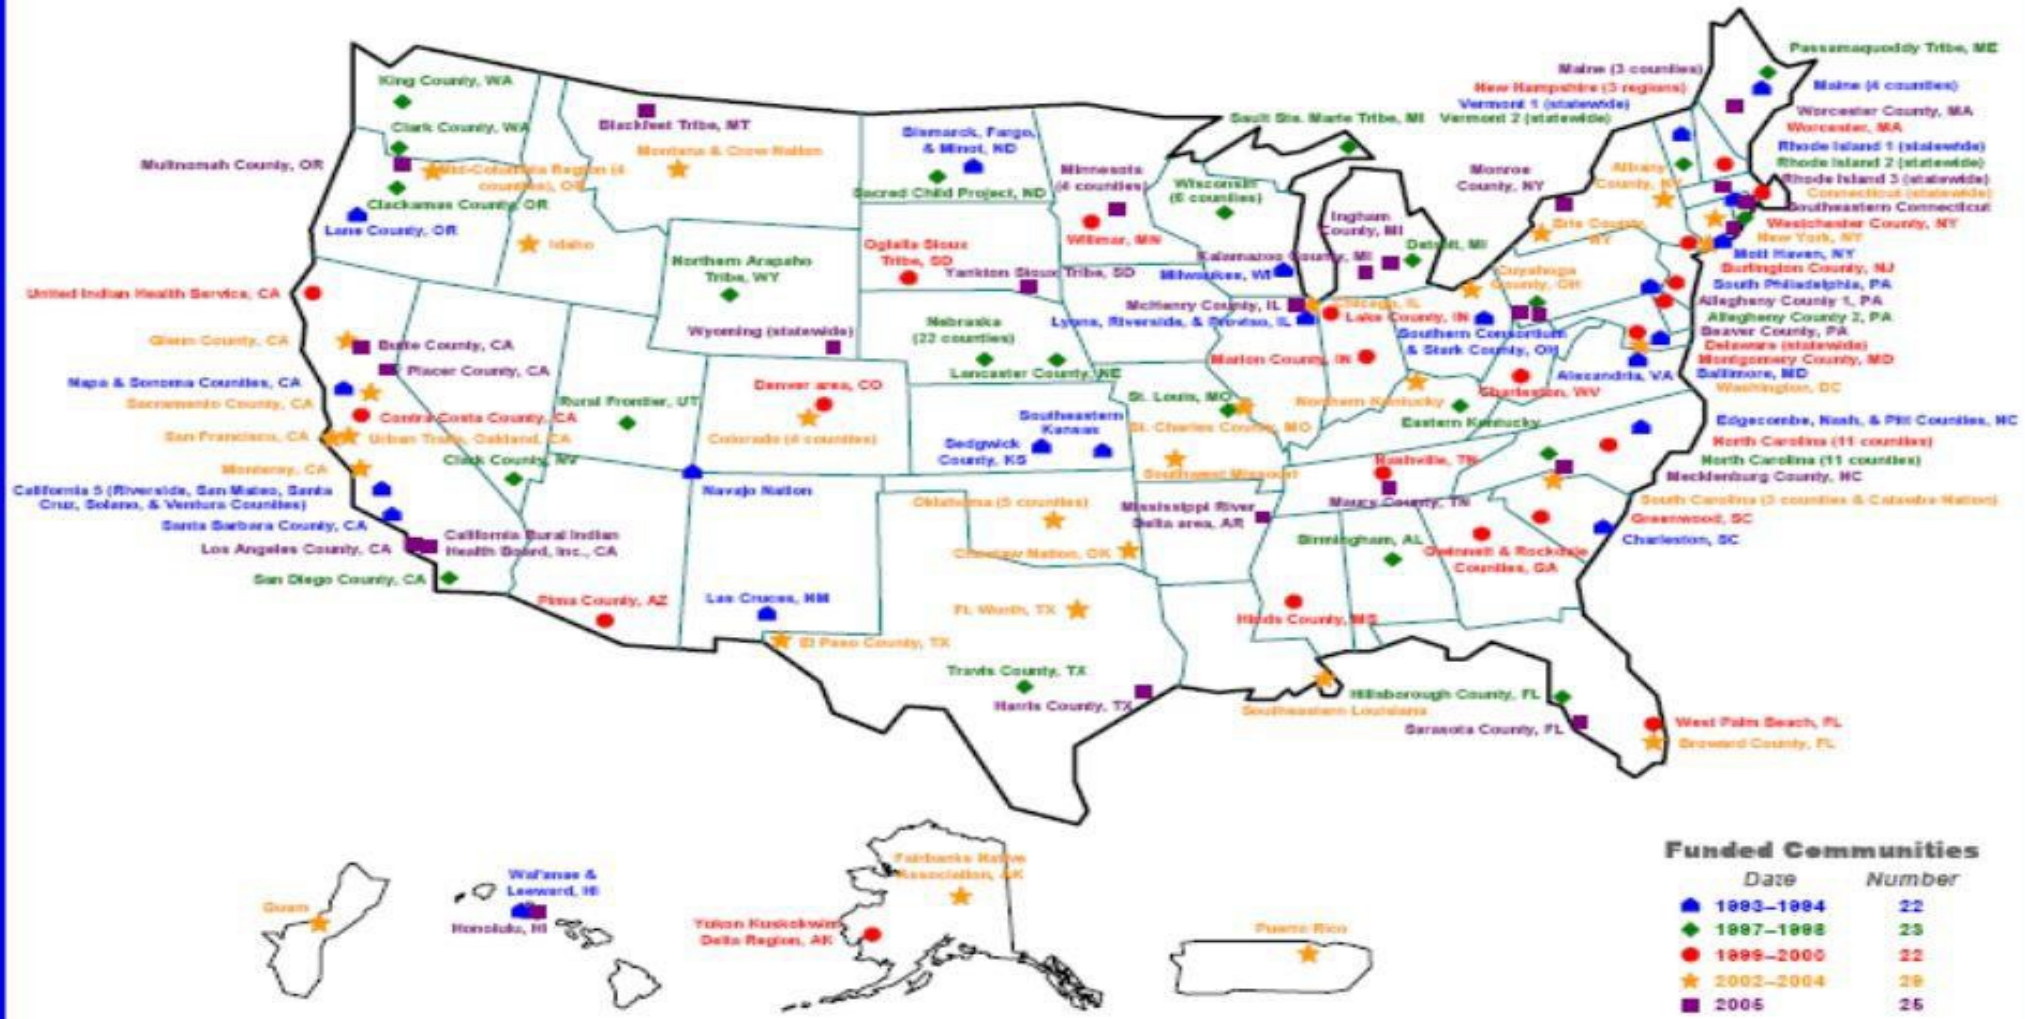 Passamaquoddy Tribe, ME
Maine (3 counties)
Maine (4 counties)
New Hampshire (3 regions)
Vermont 1 (statewide)
Vermont 2 (statewide)
Worcester County, MA
Worcester, MA
Rhode Island 1 (statewide)
Rhode Island 2 (statewide)
Rhode Island 3 (statewide)
Connecticut (statewide)
Southeastern Connecticut
Westchester County, NY
New York, NY
Mott Haven, NY
Burlington County, NJ
South Philadelphia, PA
Allegheny County 1, PA
Allegheny County 2, PA
Beaver County, PA
Delaware (statewide)
Montgomery County, MD
Baltimore, MD
Alexandria, VA
Washington, DC
Edgecombe, Nash, & Pitt Counties, NC
North Carolina (11 counties)
North Carolina (11 counties)
Mecklenburg County, NC
South Carolina (3 counties & Catawba Nation)
Greenwood, SC
Charleston, SC
King County, WA
Clark County, WA
Multnomah County, OR
Mid-Columbia Region (4
counties), OR
Clackamas County, OR
Lane County, OR
Idaho
Blackfeet Tribe, MT
Montana & Crow Nation
Bismarck, Fargo,
& Minot, ND
Sacred Child Project, ND
Minnesota
(4 counties)
Willmar, MN
Wisconsin
(6 counties)
Sault Ste. Marie Tribe, MI
Monroe
County, NY
Albany
County, NY
Erie County
NY
Ingham
County, MI
Detroit, MI
Kalamazoo County, MI
Milwaukee, WI
McHenry County, IL
Chicago, IL
Lyons, Riverside, & Proviso, IL
Lake County, IN
Marion County, IN
Cuyahoga
County, OH
Southern Consortium
& Stark County, OH
Charleston, WV
Northern Kentucky
Eastern Kentucky
Oglalla Sioux
Tribe, SD
Yankton Sioux Tribe, SD
Northern Arapaho
Tribe, WY
Wyoming (statewide)
Nebraska
(22 counties)
Lancaster County, NE
United Indian Health Service, CA
Glenn County, CA
Butte County, CA
Placer County, CA
Napa & Sonoma Counties, CA
Sacramento County, CA
Contra Costa County, CA
San Francisco, CA
Urban Trails, Oakland, CA
Monterey, CA
California 5 (Riverside, San Mateo, Santa
Cruz, Solano, & Ventura Counties)
Santa Barbara County, CA
Los Angeles County, CA
California Rural Indian
Health Board, Inc., CA
San Diego County, CA
Rural Frontier, UT
Clark County, NV
Denver area, CO
Colorado (4 counties)
Navajo Nation
Pima County, AZ
Las Cruces, NM
Southeastern
Kansas
Sedgwick
County, KS
St. Louis, MO
St. Charles County, MO
Southwest Missouri
Oklahoma (5 counties)
Choctaw Nation, OK
Mississippi River
Delta area, AR
Nashville, TN
Maury County, TN
Birmingham, AL
Gwinnett & Rockdale
Counties, GA
Hinds County, MS
Ft. Worth, TX
El Paso County, TX
Travis County, TX
Harris County, TX
Southeastern Louisiana
Hillsborough County, FL
Sarasota County, FL
West Palm Beach, FL
Broward County, FL
Guam
Wai'anae &
Leeward, HI
Honolulu, HI
Fairbanks Native
Association, AK
Yukon Kuskokwim
Delta Region, AK
Puerto Rico
Funded Communities
Date Number
1993–1994 22
1997–1998 23
1999–2000 22
2002–2004 29
2005 25